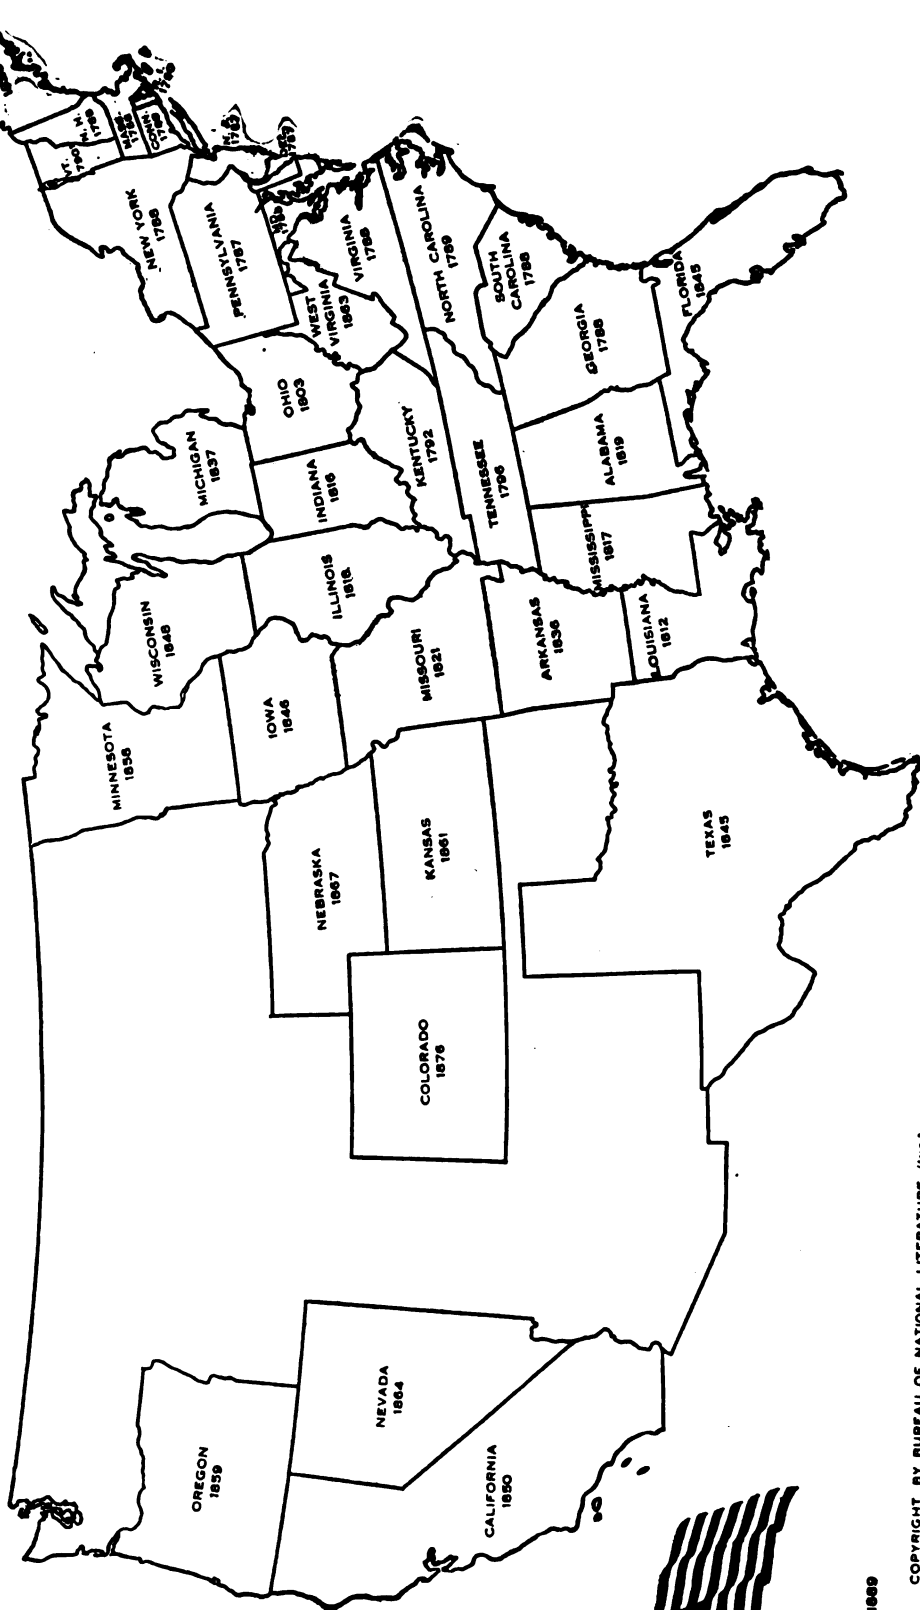 N. H.
MASS.
1788
CONN.
1788
NEW YORK
1788
PENNSYLVANIA
1787
VIRGINIA
1788
WEST
VIRGINIA
1863
NORTH CAROLINA
1789
SOUTH
CAROLINA
1788
GEORGIA
1788
FLORIDA
1845
OHIO
1803
KENTUCKY
1792
TENNESSEE
1796
ALABAMA
1819
MICHIGAN
1837
INDIANA
1816
MISSISSIPPI
1817
ILLINOIS
1818
WISCONSIN
1848
LOUISIANA
1812
ARKANSAS
1836
MISSOURI
1821
IOWA
1846
MINNESOTA
1858
NEBRASKA
1867
KANSAS
1861
TEXAS
1845
COLORADO
1876
NEVADA
1864
OREGON
1859
CALIFORNIA
1850
1889
COPYRIGHT BY BUREAU OF NATIONAL LITERATURE